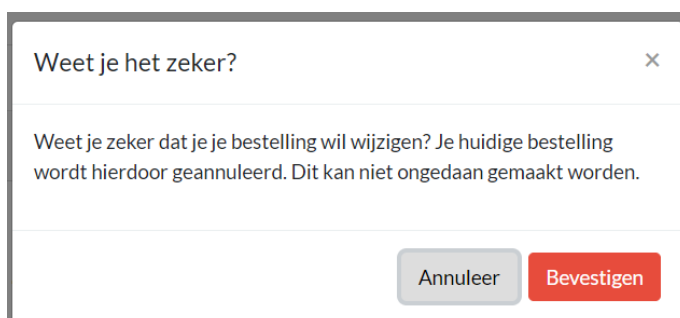 Weet je het zeker?
×
Weet je zeker dat je je bestelling wil wijzigen? Je huidige bestelling
wordt hierdoor geannuleerd. Dit kan niet ongedaan gemaakt worden.
Annuleer
Bevestigen